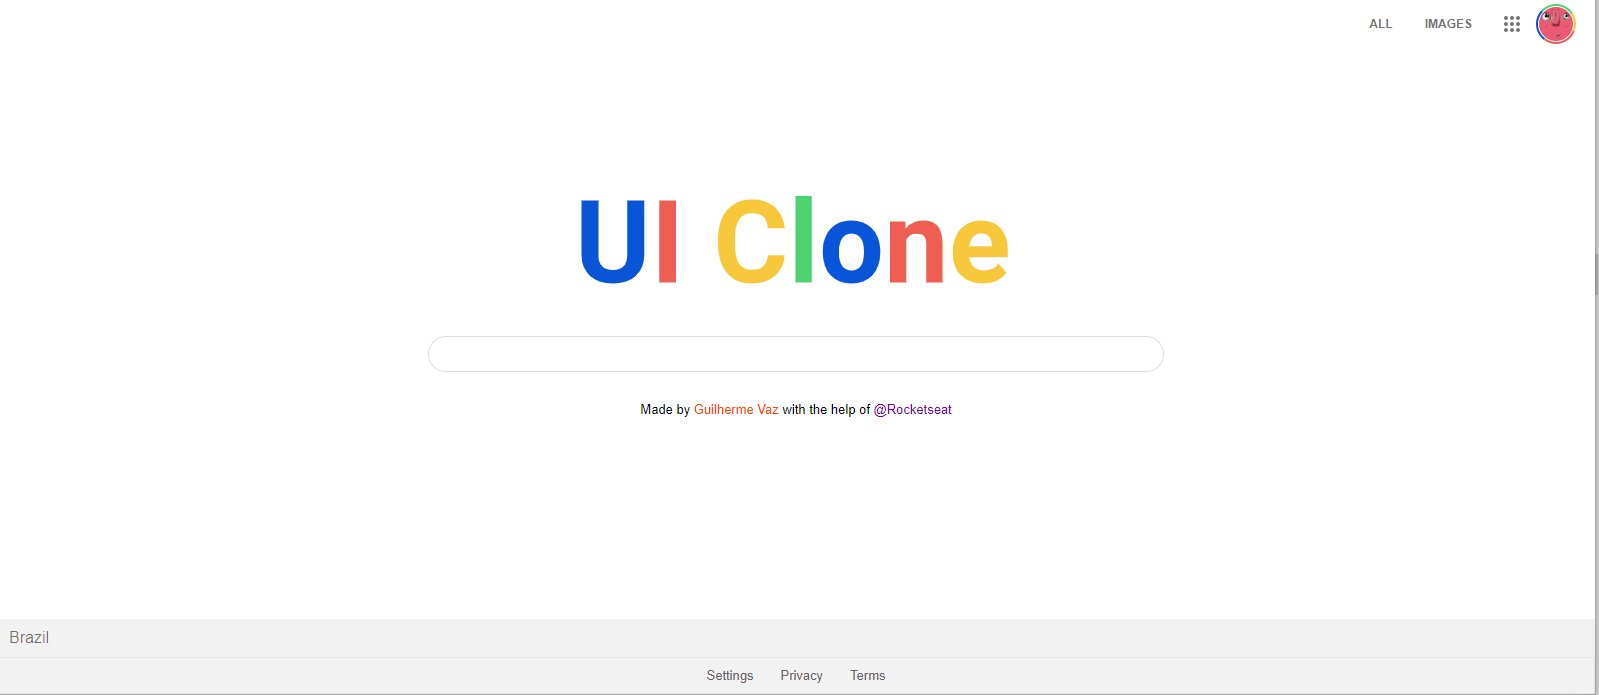 ALL IMAGES
UI Clone
Made by Guilherme Vaz with the help of @Rocketseat
Brazil
Settings Privacy Terms